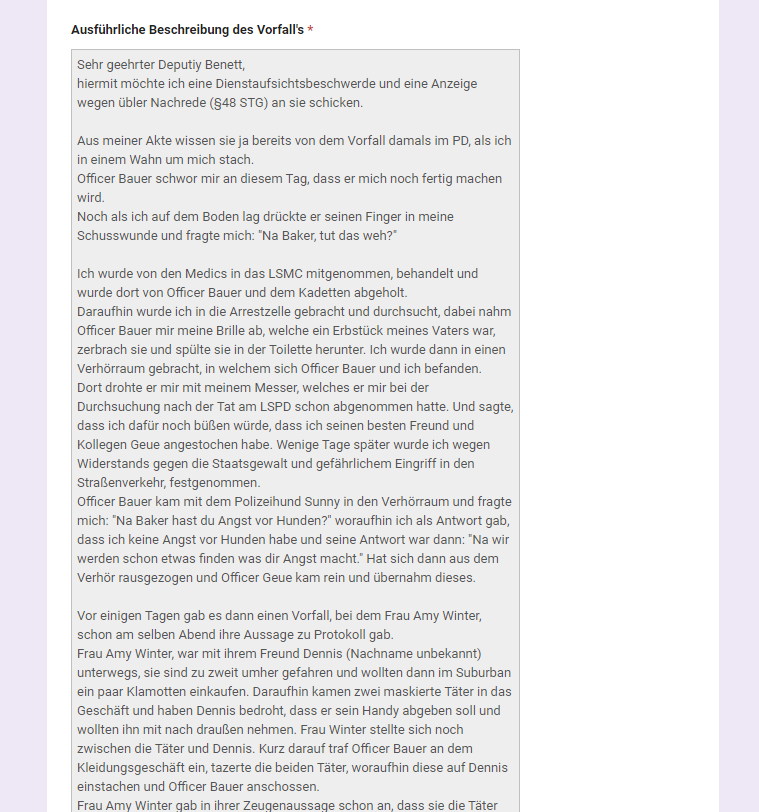 Ausführliche Beschreibung des Vorfall's *
Sehr geehrter Deputiy Benett,
hiermit möchte ich eine Dienstaufsichtsbeschwerde und eine Anzeige
wegen übler Nachrede (§48 STG) an sie schicken.
Aus meiner Akte wissen sie ja bereits von dem Vorfall damals im PD, als ich
in einem Wahn um mich stach.
Officer Bauer schwor mir an diesem Tag, dass er mich noch fertig machen
wird.
Noch als ich auf dem Boden lag drückte er seinen Finger in meine
Schusswunde und fragte mich: "Na Baker, tut das weh?"
Ich wurde von den Medics in das LSMC mitgenommen, behandelt und
wurde dort von Officer Bauer und dem Kadetten abgeholt.
Daraufhin wurde ich in die Arrestzelle gebracht und durchsucht, dabei nahm
Officer Bauer mir meine Brille ab, welche ein Erbstück meines Vaters war,
zerbrach sie und spülte sie in der Toilette herunter. Ich wurde dann in einen
Verhörraum gebracht, in welchem sich Officer Bauer und ich befanden.
Dort drohte er mir mit meinem Messer, welches er mir bei der
Durchsuchung nach der Tat am LSPD schon abgenommen hatte. Und sagte,
dass ich dafür noch büßen würde, dass ich seinen besten Freund und
Kollegen Geue angestochen habe. Wenige Tage später wurde ich wegen
Widerstands gegen die Staatsgewalt und gefährlichem Eingriff in den
Straßenverkehr, festgenommen.
Officer Bauer kam mit dem Polizeihund Sunny in den Verhörraum und fragte
mich: "Na Baker hast du Angst vor Hunden?" woraufhin ich als Antwort gab,
dass ich keine Angst vor Hunden habe und seine Antwort war dann: "Na wir
werden schon etwas finden was dir Angst macht." Hat sich dann aus dem
Verhör rausgezogen und Officer Geue kam rein und übernahm dieses.
Vor einigen Tagen gab es dann einen Vorfall, bei dem Frau Amy Winter,
schon am selben Abend ihre Aussage zu Protokoll gab.
Frau Amy Winter, war mit ihrem Freund Dennis (Nachname unbekannt)
unterwegs, sie sind zu zweit umher gefahren und wollten dann im Suburban
ein paar Klamotten einkaufen. Daraufhin kamen zwei maskierte Täter in das
Geschäft und haben Dennis bedroht, dass er sein Handy abgeben soll und
wollten ihn mit nach draußen nehmen. Frau Winter stellte sich noch
zwischen die Täter und Dennis. Kurz darauf traf Officer Bauer an dem
Kleidungsgeschäft ein, tazerte die beiden Täter, woraufhin diese auf Dennis
einstachen und Officer Bauer anschossen.
Frau Amy Winter gab in ihrer Zeugenaussage schon an, dass sie die Täter